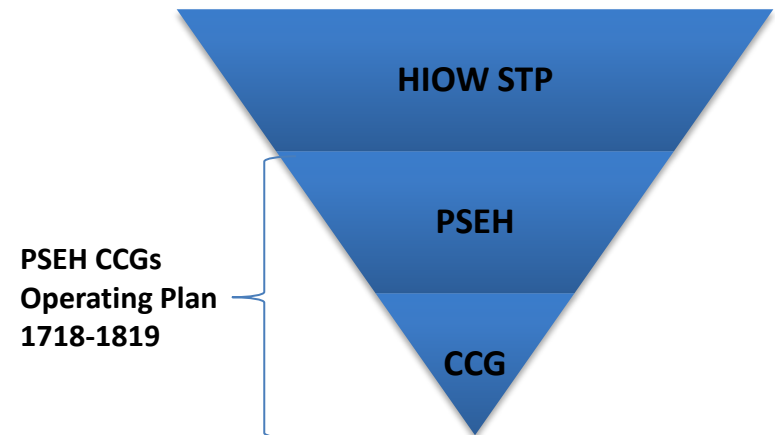 HIOW STP
PSEH
PSEH CCGs
Operating Plan
1718-1819
CCG